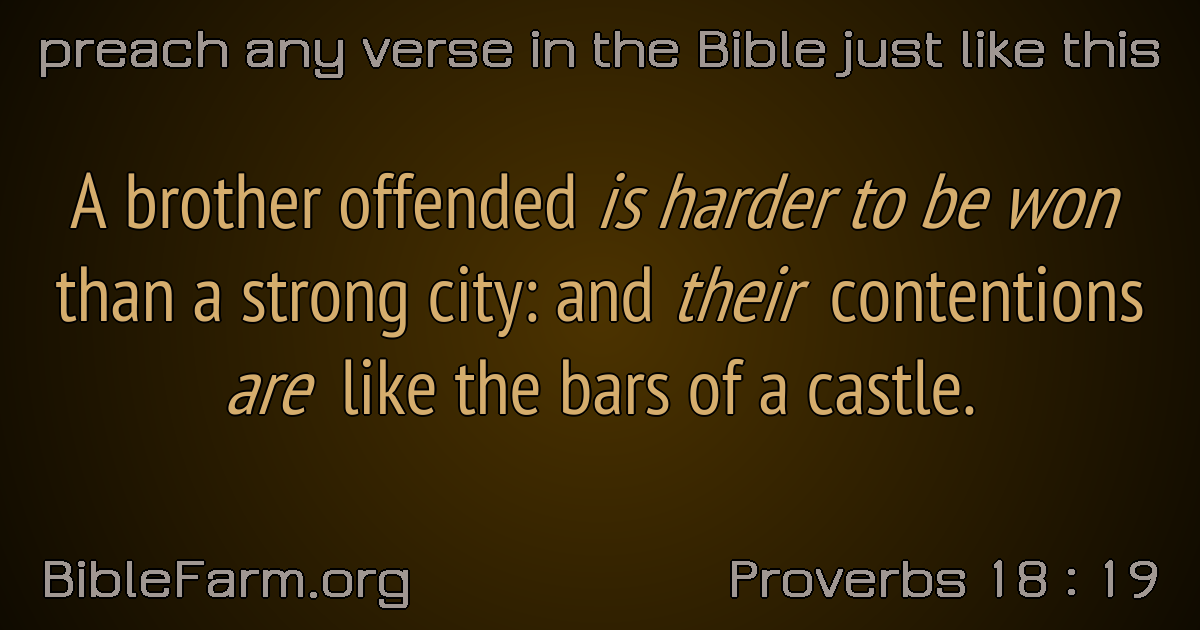 preach any verse in the Bible just like this
A brother offended is harder to be won
than a strong city: and their contentions
are like the bars of a castle.
BibleFarm.org
Proverbs 18 : 19